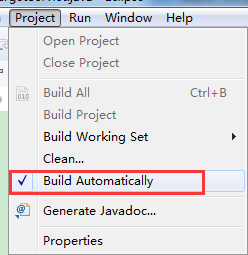 Project Run Window Help
Open Project
Close Project
Build All Ctrl+B
Build Project
Build Working Set
Clean...
Build Automatically
Generate Javadoc...
Properties